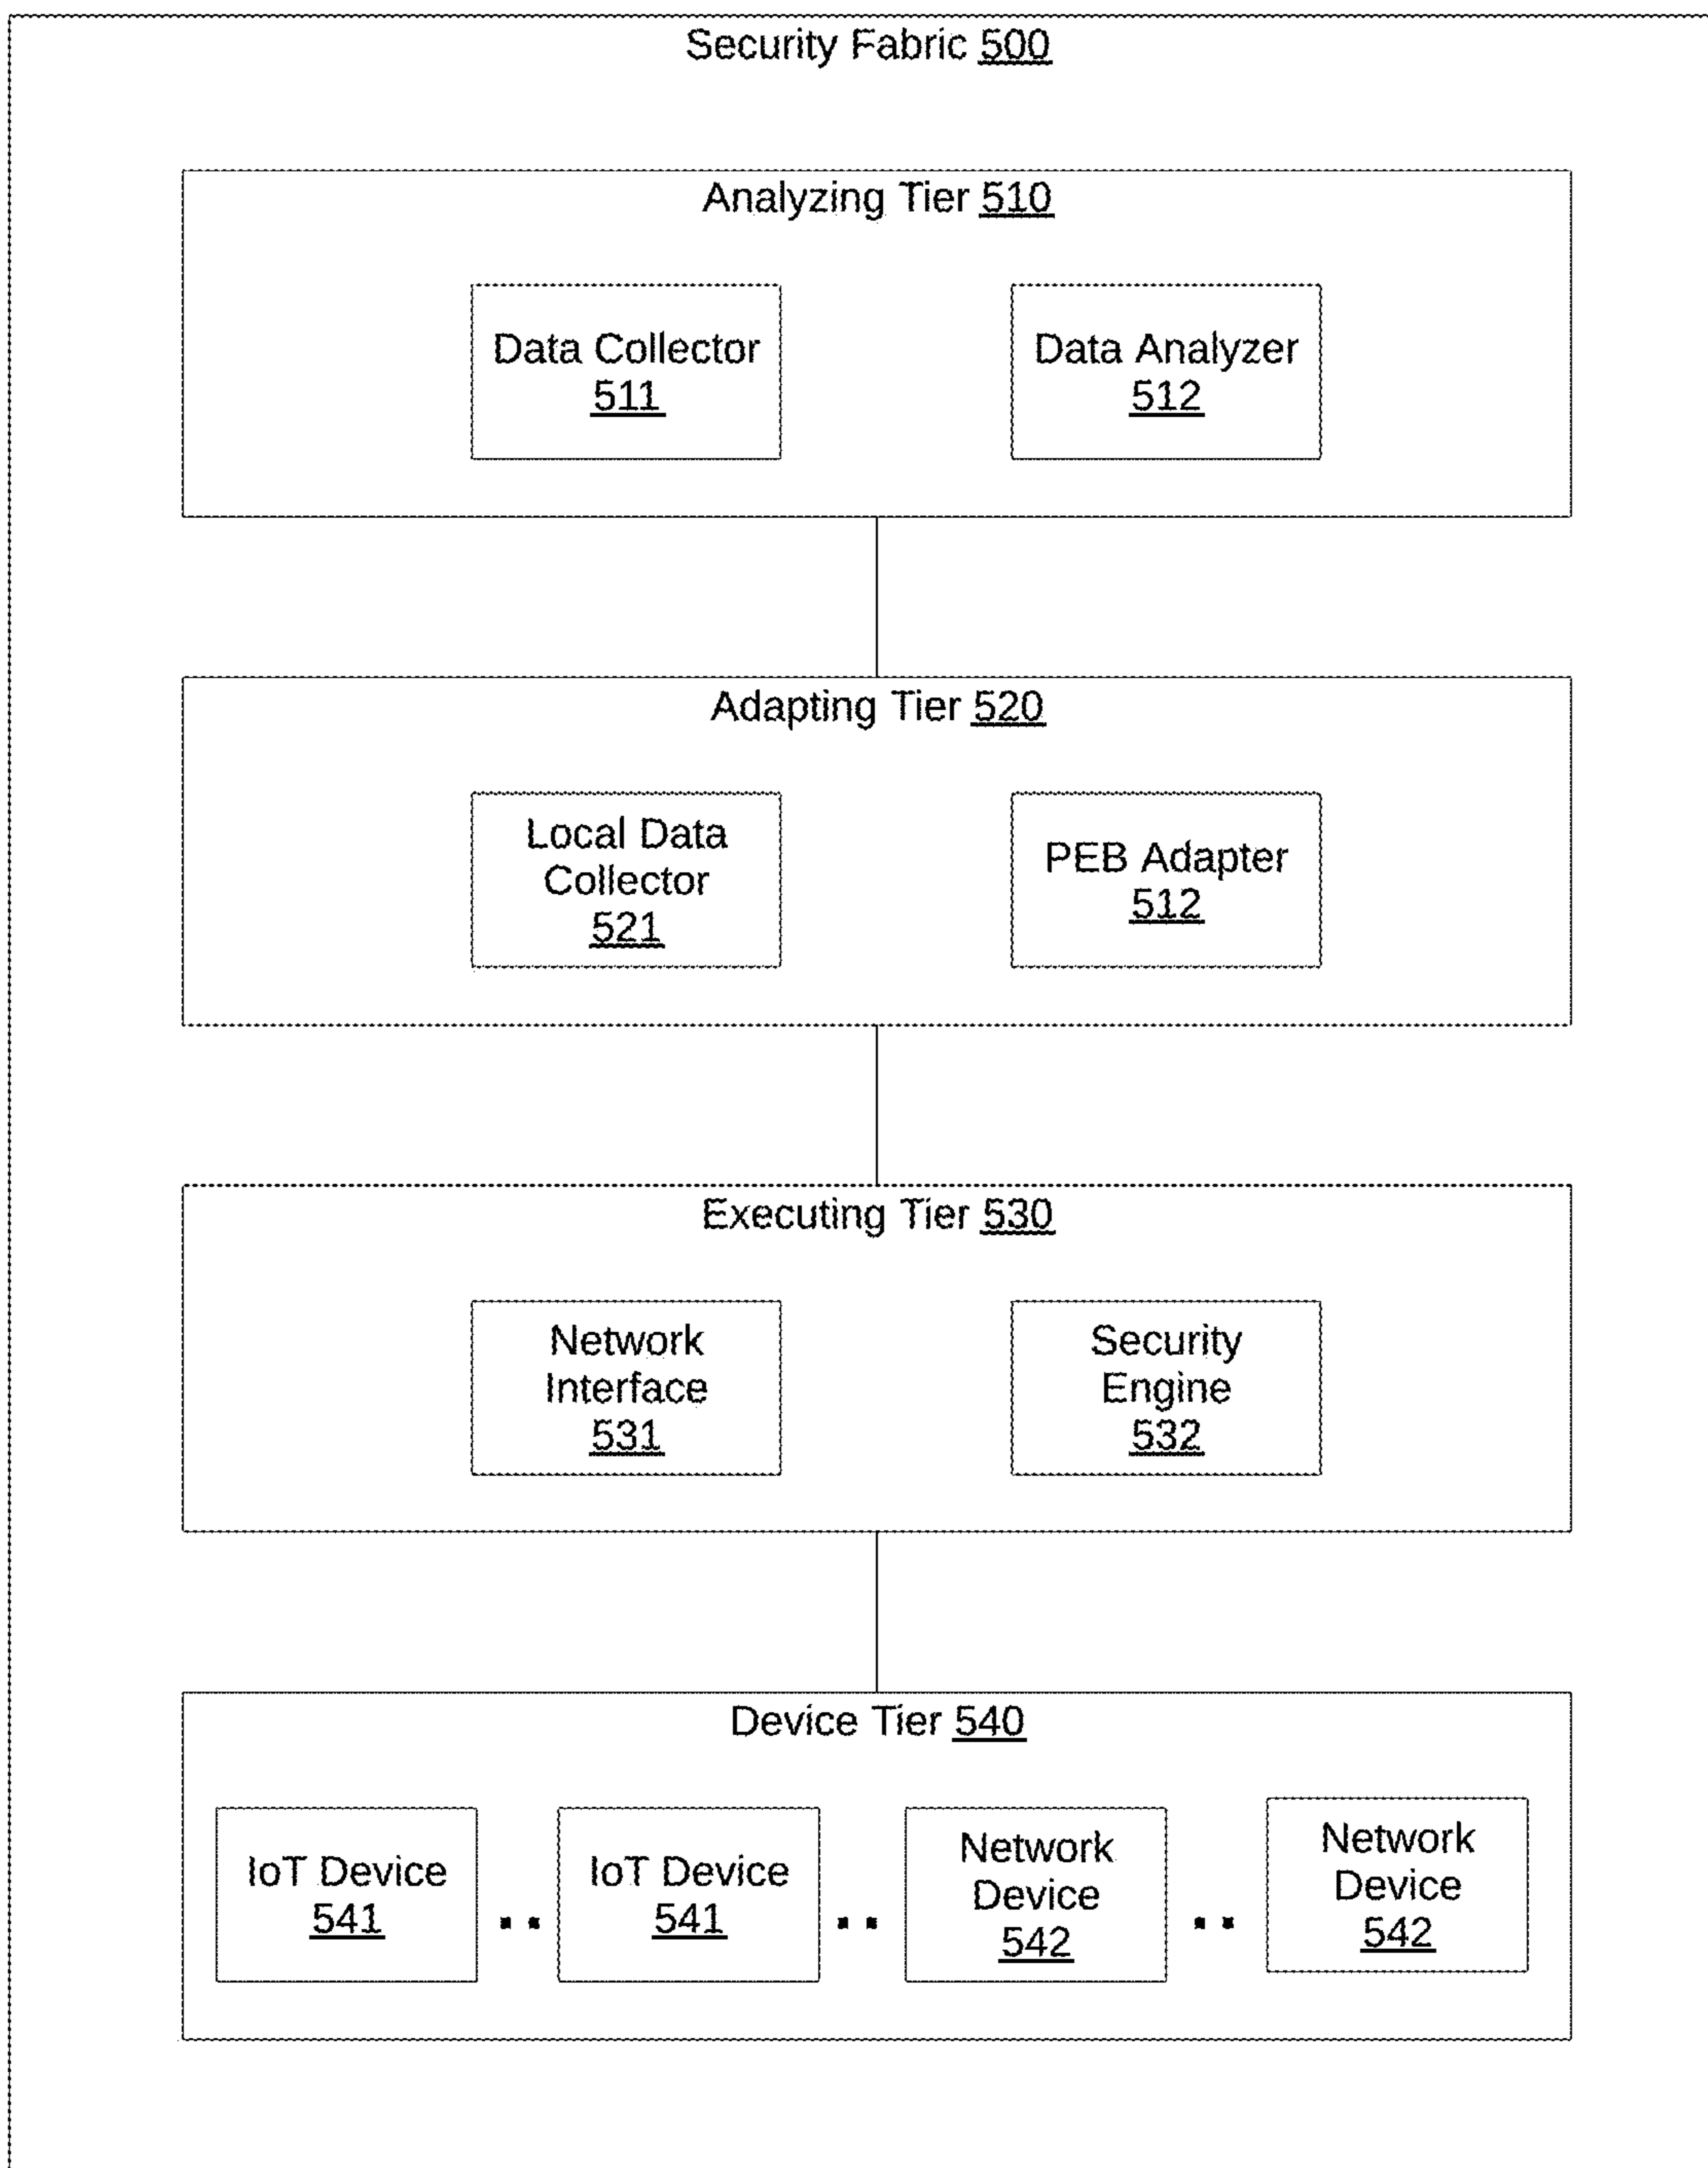 Security Fabric 500
Analyzing Tier 510
Data Collector
511
Data Analyzer
512
Adapting Tier 520
Local Data
Collector
521
PEB Adapter
512
Executing Tier 530
Network
Interface
531
Security
Engine
532
Device Tier 540
IoT Device
541
IoT Device
541
Network
Device
542
Network
Device
542